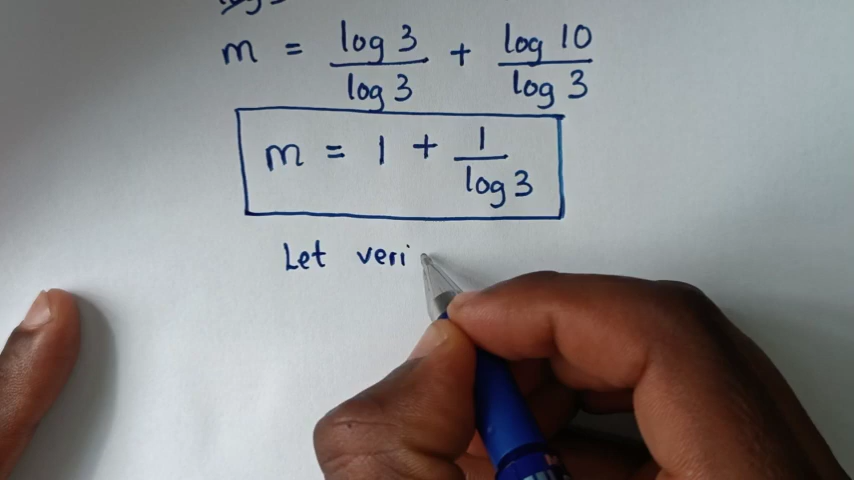 m = log 3 / log 3 + log 10 / log 3
m = 1 + 1 / log 3
Let veri